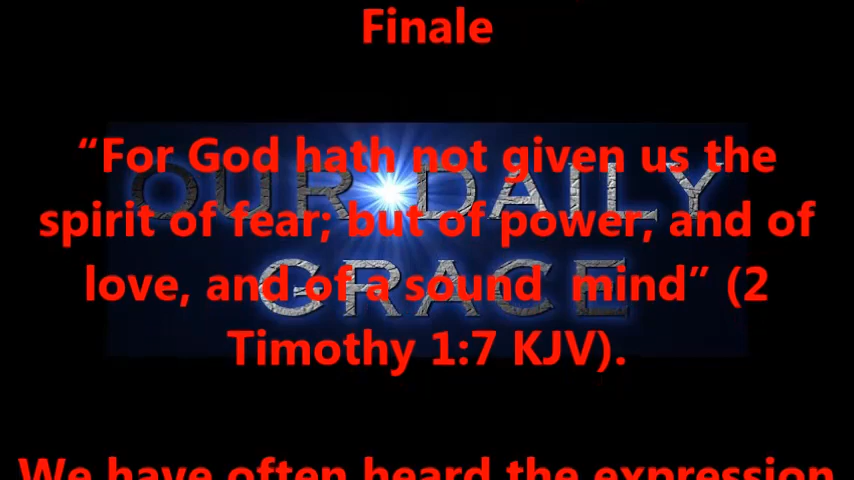 Finale
“For God hath not given us the
spirit of fear; but of power, and of
love, and of a sound  mind” (2
Timothy 1:7 KJV).
We have often heard the expression
OUR DAILY
GRACE